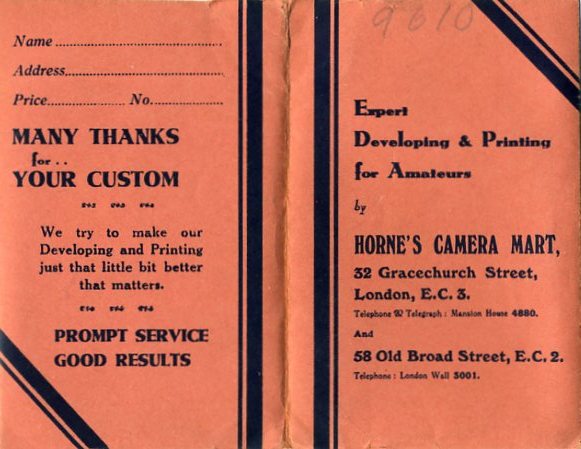 Name
Address
Price No.
MANY THANKS
for..
YOUR CUSTOM
We try to make our
Developing and Printing
just that little bit better
that matters.
PROMPT SERVICE
GOOD RESULTS
9610
Expert
Developing & Printing
for Amateurs
by
HORNE'S CAMERA MART,
32 Gracechurch Street,
London, E.C. 3.
Telephone & Telegraph: Mansion House 4880.
And
58 Old Broad Street, E.C. 2.
Telephone: London Wall 3001.